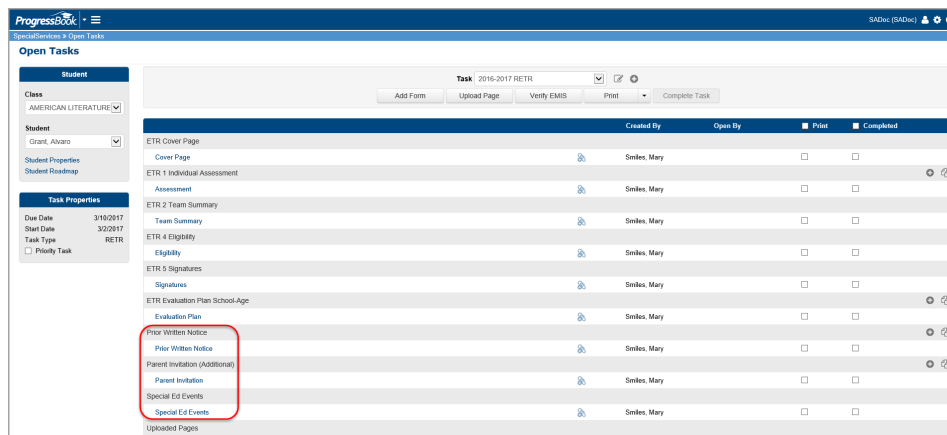 ProgressBook
SADoc (SADoc)
SpecialServices » Open Tasks
Open Tasks
Student
Class
AMERICAN LITERATURE
Student
Grant, Alvaro
Student Properties
Student Roadmap
Task Properties
Due Date 3/10/2017
Start Date 3/2/2017
Task Type RETR
Priority Task
Task 2016-2017 RETR
Add Form Upload Page Verify EMIS Print Complete Task
Created By Open By Print Completed
ETR Cover Page
Cover Page Smiles, Mary
ETR 1 Individual Assessment
Assessment Smiles, Mary
ETR 2 Team Summary
Team Summary Smiles, Mary
ETR 4 Eligibility
Eligibility Smiles, Mary
ETR 5 Signatures
Signatures Smiles, Mary
ETR Evaluation Plan School-Age
Evaluation Plan Smiles, Mary
Prior Written Notice
Prior Written Notice Smiles, Mary
Parent Invitation (Additional)
Parent Invitation Smiles, Mary
Special Ed Events
Special Ed Events Smiles, Mary
Uploaded Pages